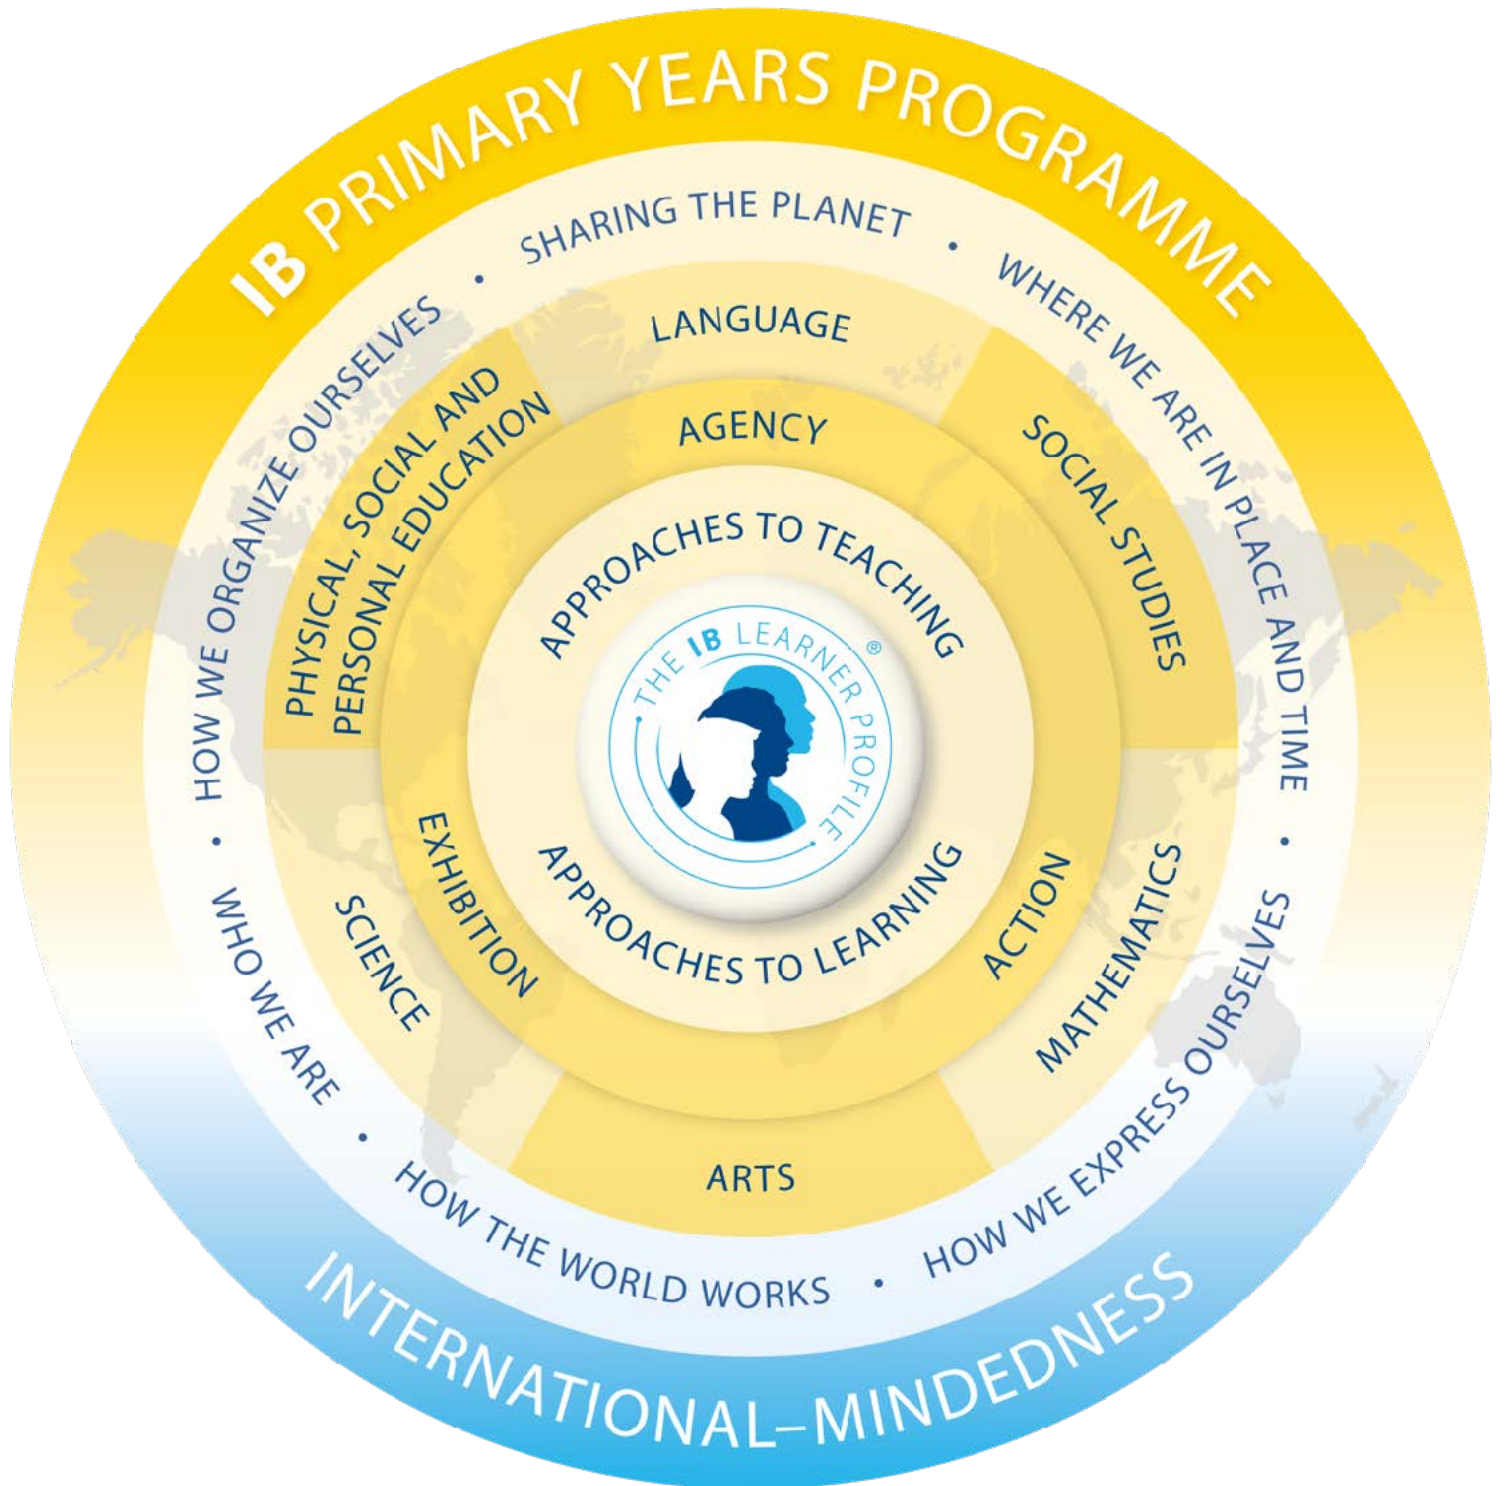 IB PRIMARY YEARS PROGRAMME
SHARING THE PLANET
•
WHERE WE ARE IN PLACE AND TIME
•
HOW WE EXPRESS OURSELVES
•
HOW THE WORLD WORKS
•
WHO WE ARE
•
HOW WE ORGANIZE OURSELVES
•
LANGUAGE
SOCIAL STUDIES
MATHEMATICS
ARTS
SCIENCE
PHYSICAL, SOCIAL AND
PERSONAL EDUCATION
AGENCY
ACTION
EXHIBITION
APPROACHES TO TEACHING
THE IB LEARNER PROFILE ®
APPROACHES TO LEARNING
INTERNATIONAL–MINDEDNESS